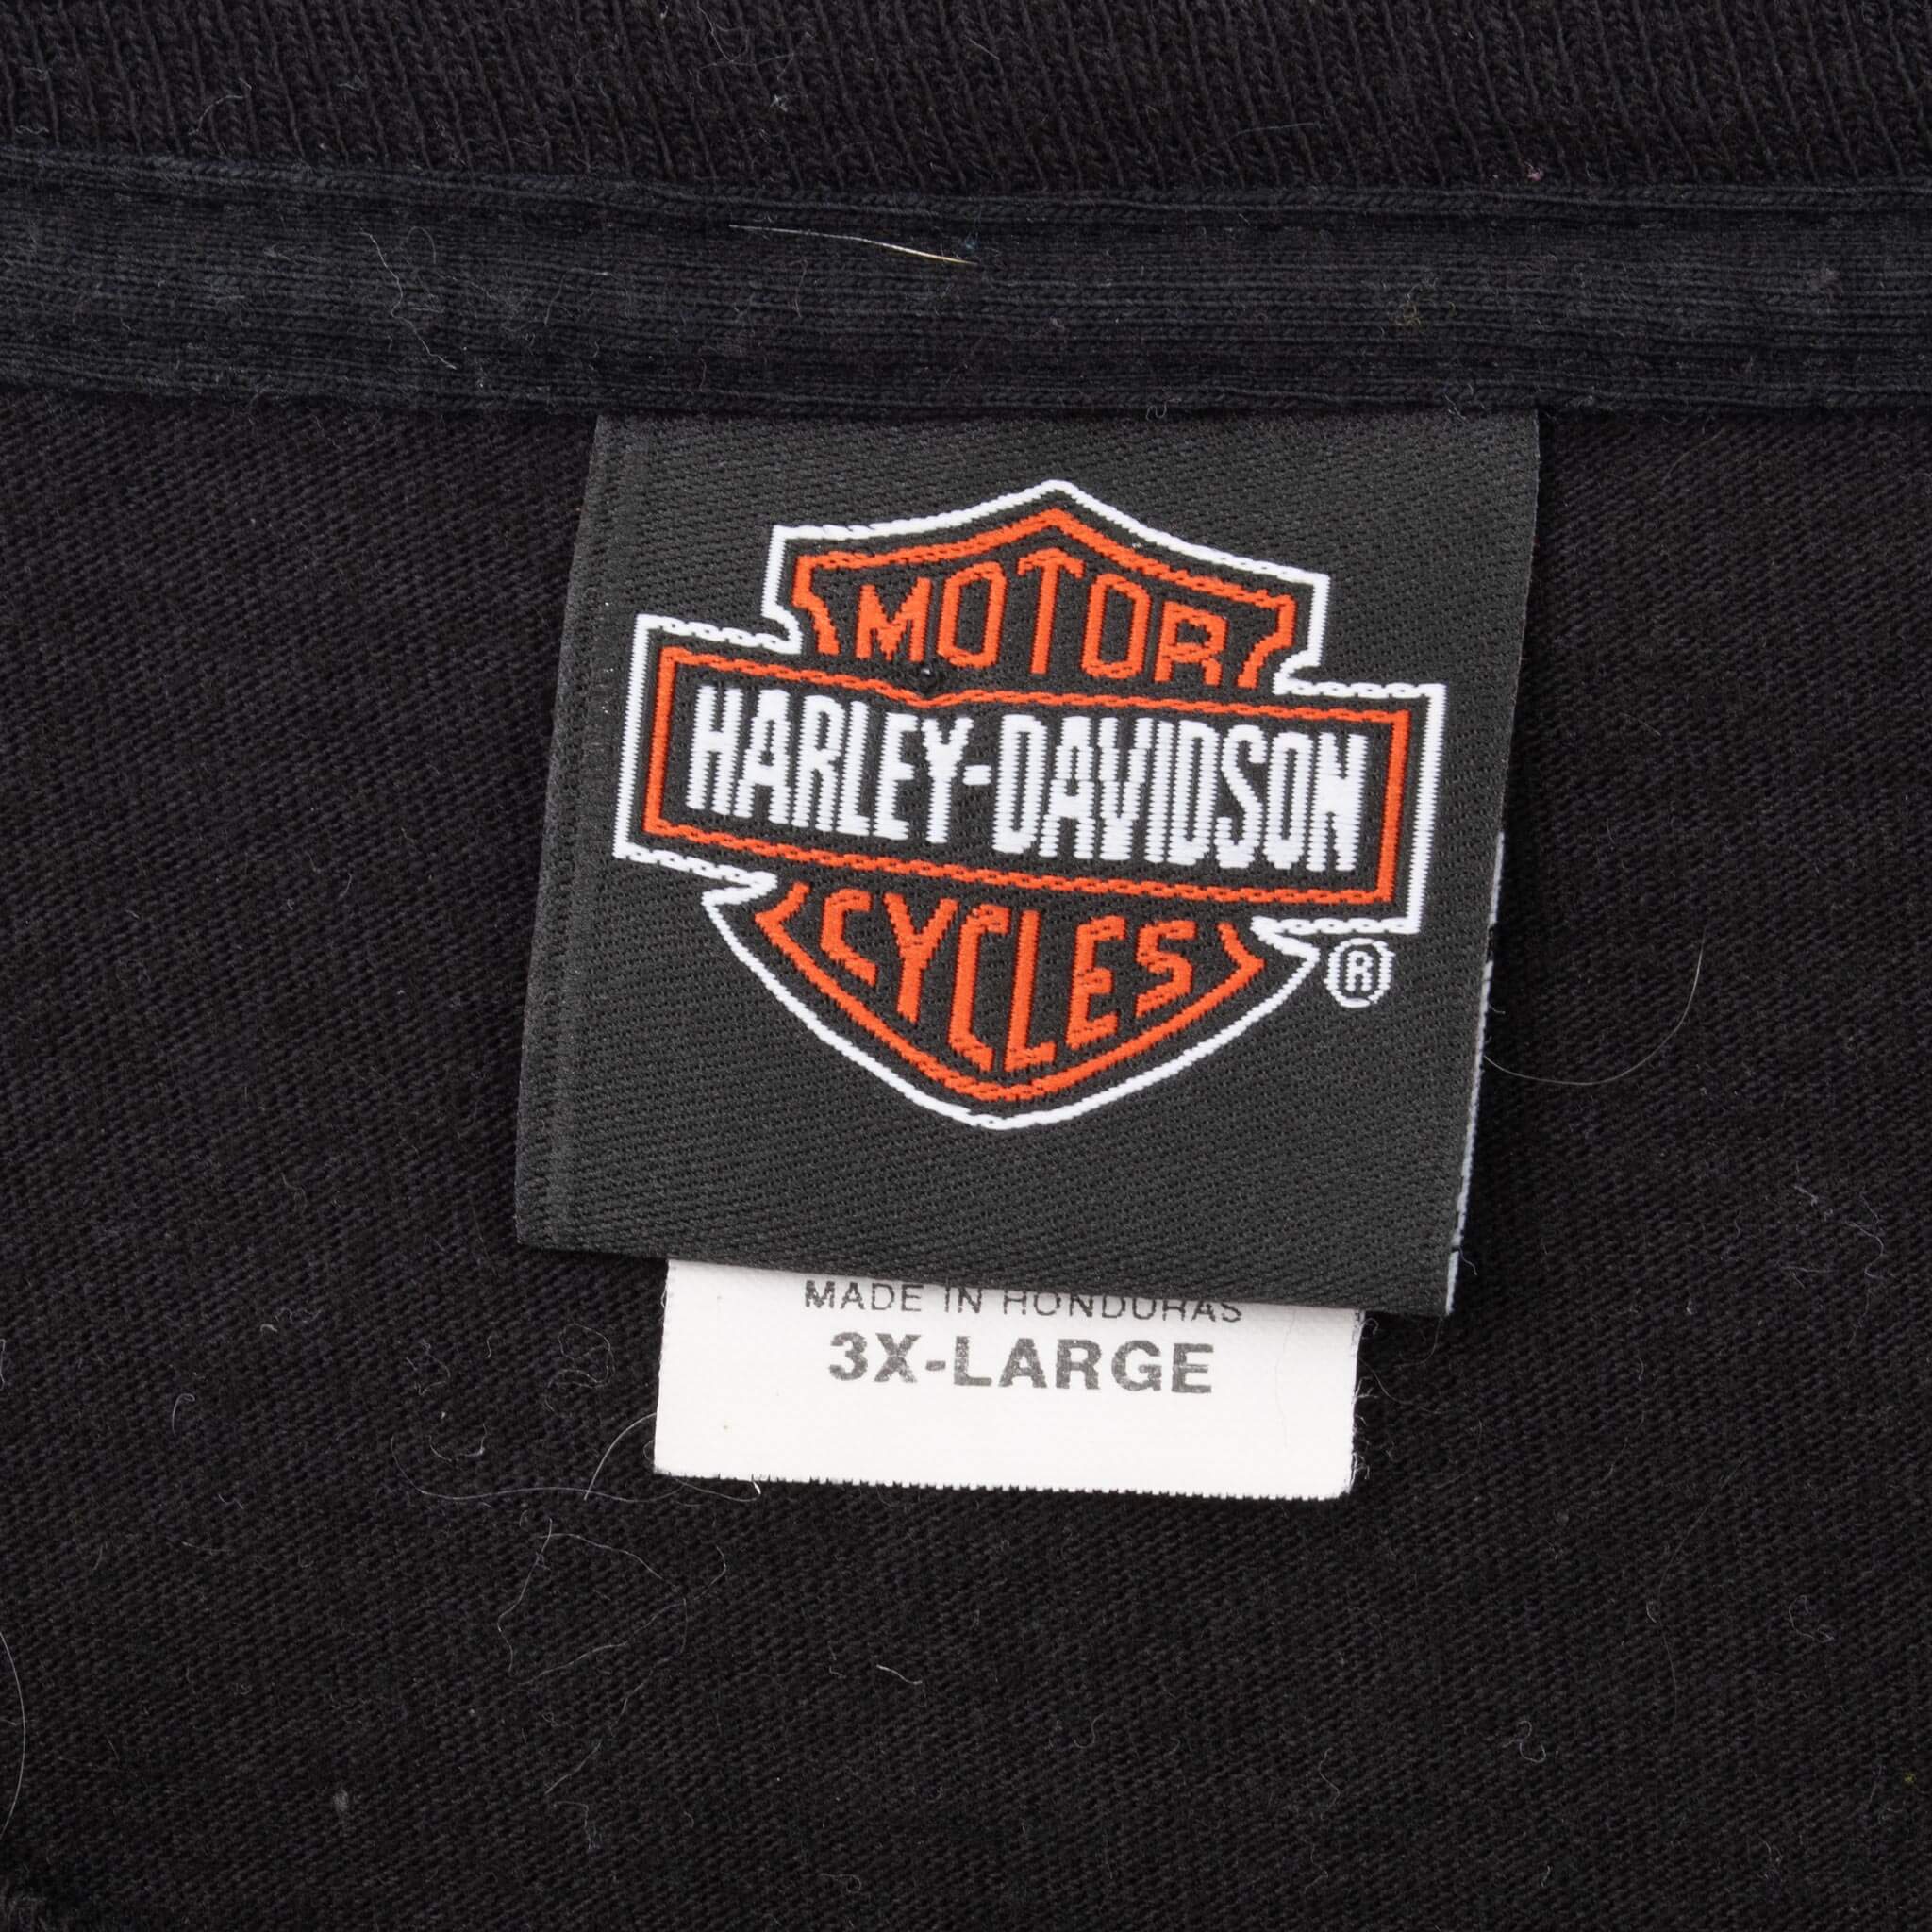 MOTOR
HARLEY-DAVIDSON
CYCLES
®
MADE IN HONDURAS
3X-LARGE